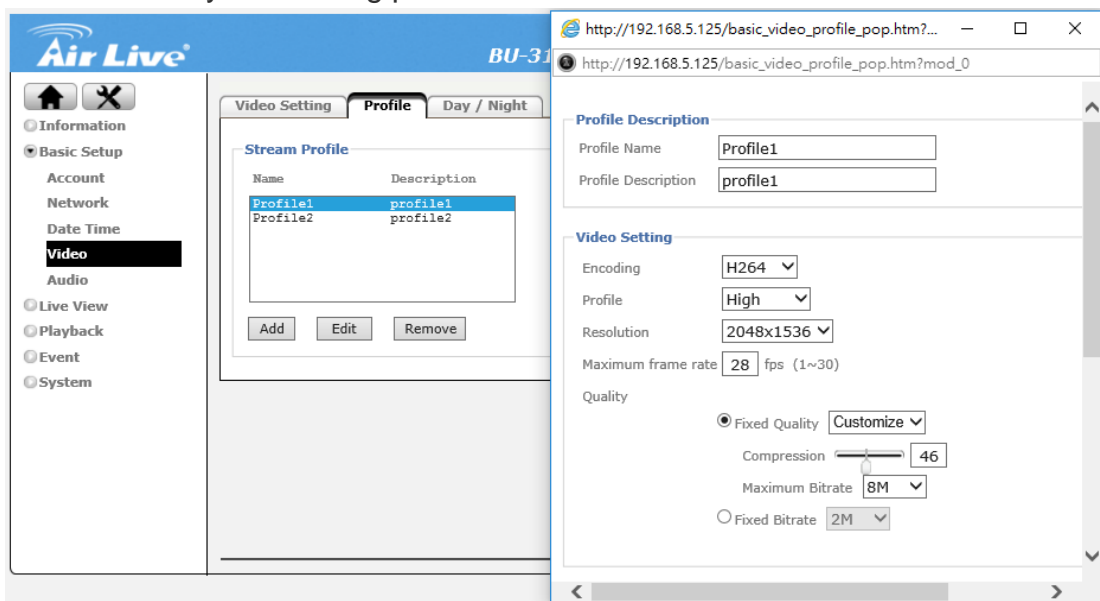 Air Live®
BU-31
Information
Basic Setup
Account
Network
Date Time
Video
Audio
Live View
Playback
Event
System
Video Setting
Profile
Day / Night
Stream Profile
Name Description
Profile1 profile1
Profile2 profile2
Add Edit Remove
http://192.168.5.125/basic_video_profile_pop.htm?...
http://192.168.5.125/basic_video_profile_pop.htm?mod_0
Profile Description
Profile Name Profile1
Profile Description profile1
Video Setting
Encoding H264
Profile High
Resolution 2048x1536
Maximum frame rate 28 fps (1~30)
Quality
Fixed Quality Customize
Compression 46
Maximum Bitrate 8M
Fixed Bitrate 2M